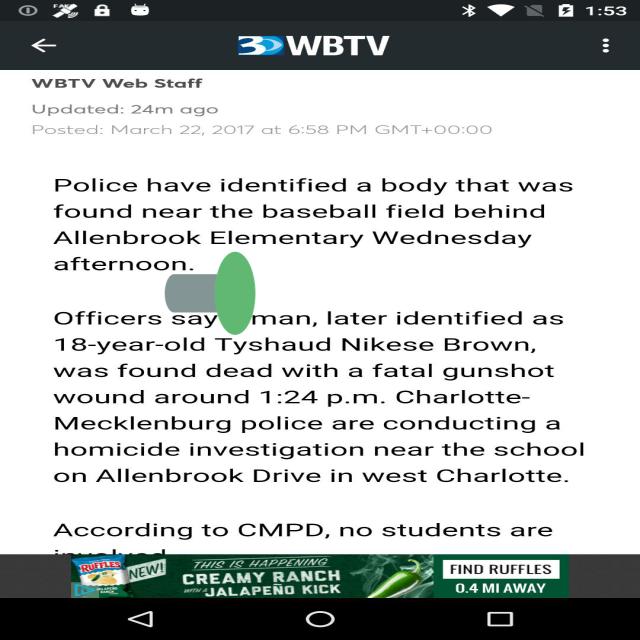 1:53
3 WBTV
WBTV Web Staff
Updated: 24m ago
Posted: March 22, 2017 at 6:58 PM GMT+00:00
Police have identified a body that was
found near the baseball field behind
Allenbrook Elementary Wednesday
afternoon.
Officers say man, later identified as
18-year-old Tyshaud Nikese Brown,
was found dead with a fatal gunshot
wound around 1:24 p.m. Charlotte-
Mecklenburg police are conducting a
homicide investigation near the school
on Allenbrook Drive in west Charlotte.
According to CMPD, no students are
involved
RUFFLES
NEW!
THIS IS HAPPENING
CREAMY RANCH
WITH A JALAPEÑO KICK
FIND RUFFLES
0.4 MI AWAY